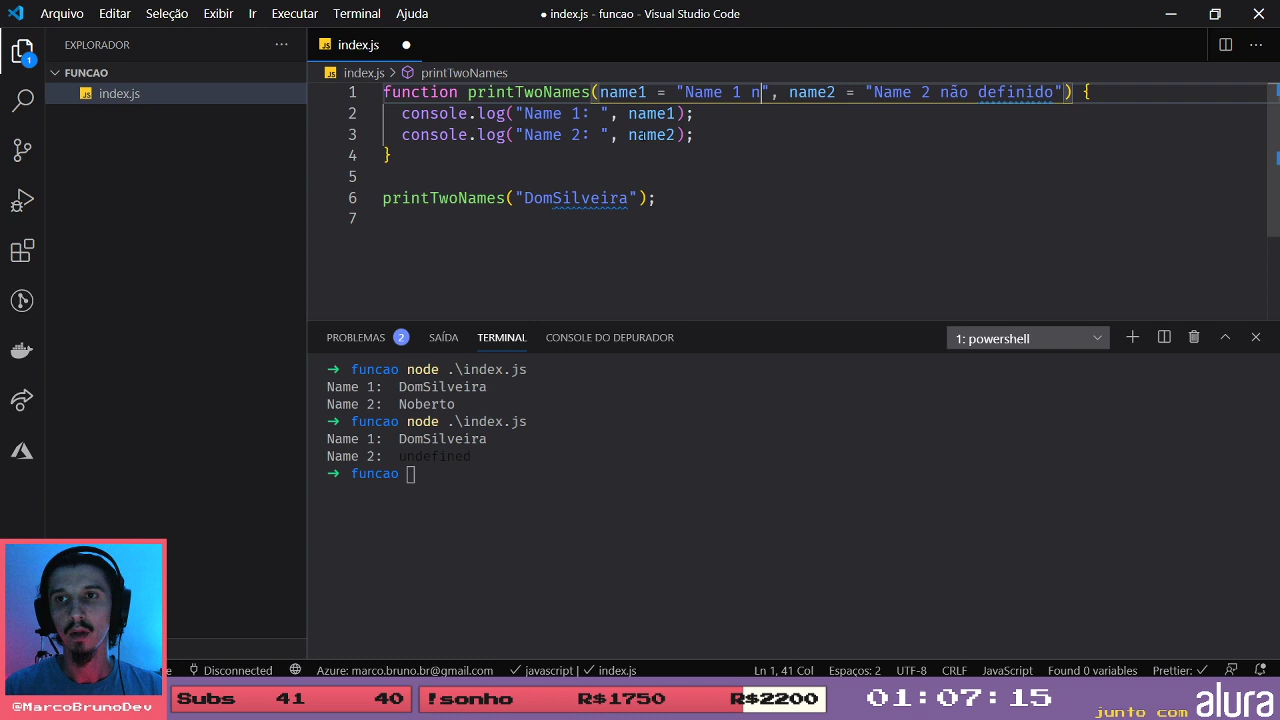 Arquivo Editar Seleção Exibir Ir Executar Terminal Ajuda
● index.js - funcao - Visual Studio Code
EXPLORADOR
FUNCAO
JS index.js
1
JS index.js ●
JS index.js > printTwoNames
1 function printTwoNames(name1 = "Name 1 n", name2 = "Name 2 não definido") {
2 console.log("Name 1: ", name1);
3 console.log("Name 2: ", name2);
4 }
5
6 printTwoNames("DomSilveira");
7
PROBLEMAS 2 SAÍDA TERMINAL CONSOLE DO DEPURADOR
1: powershell
→ funcao node .\index.js
Name 1: DomSilveira
Name 2: Noberto
→ funcao node .\index.js
Name 1: DomSilveira
Name 2: undefined
→ funcao
Disconnected
Azure: marco.bruno.br@gmail.com
javascript | index.js
Ln 1, 41 Col
Espaços: 2
UTF-8
CRLF
JavaScript
Found 0 variables
Prettier:
@MarcoBrunoDev
Subs 41 40
!sonho R$1750 R$2200
01:07:15
junto com alura